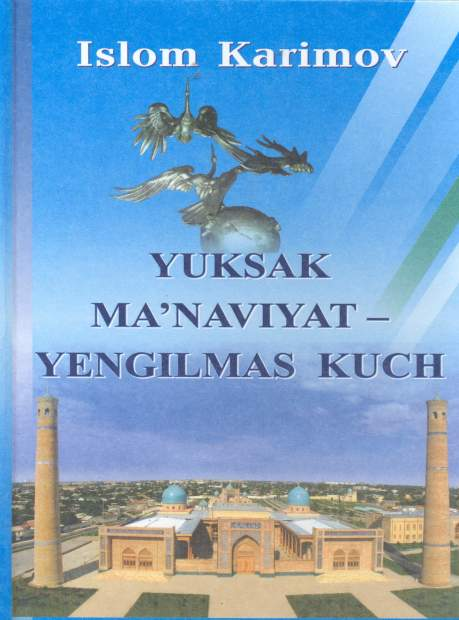 Islom Karimov
YUKSAK
MA'NAVIYAT –
YENGILMAS KUCH